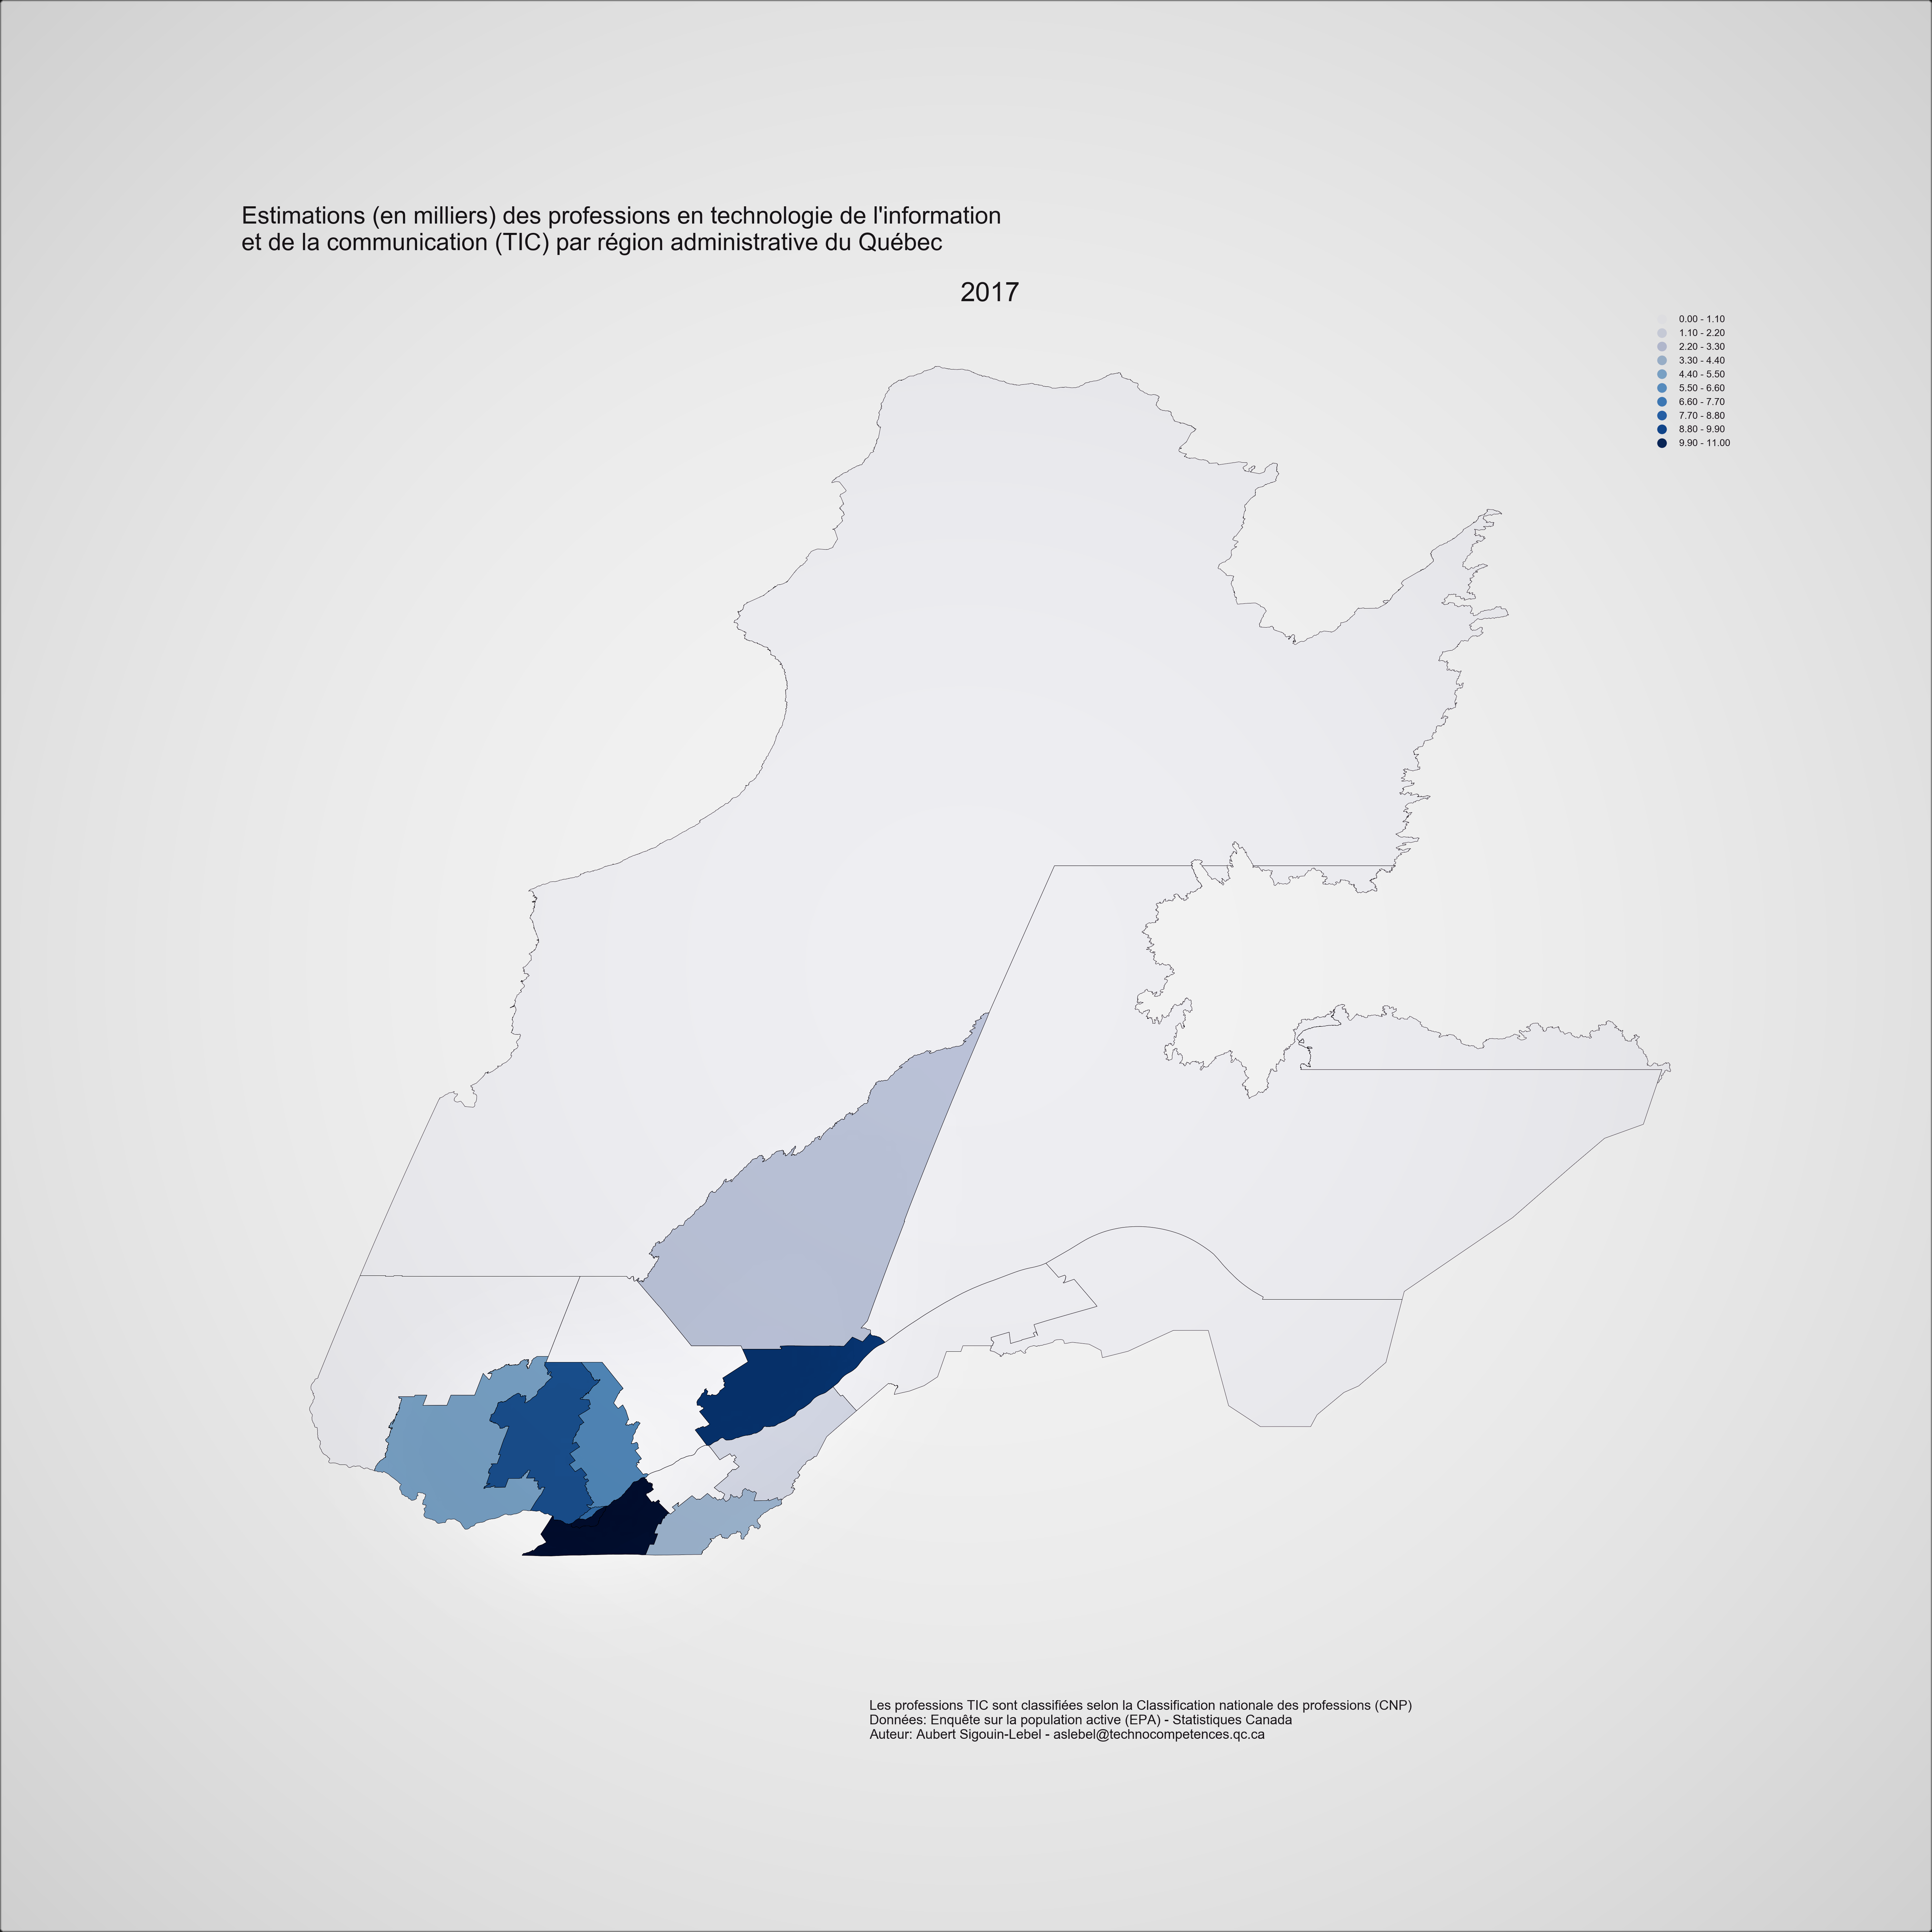 Estimations (en milliers) des professions en technologie de l'information
et de la communication (TIC) par région administrative du Québec
2017
0.00 - 1.10
1.10 - 2.20
2.20 - 3.30
3.30 - 4.40
4.40 - 5.50
5.50 - 6.60
6.60 - 7.70
7.70 - 8.80
8.80 - 9.90
9.90 - 11.00
Les professions TIC sont classifiées selon la Classification nationale des professions (CNP)
Données: Enquête sur la population active (EPA) - Statistiques Canada
Auteur: Aubert Sigouin-Lebel - aslebel@technocompetences.qc.ca